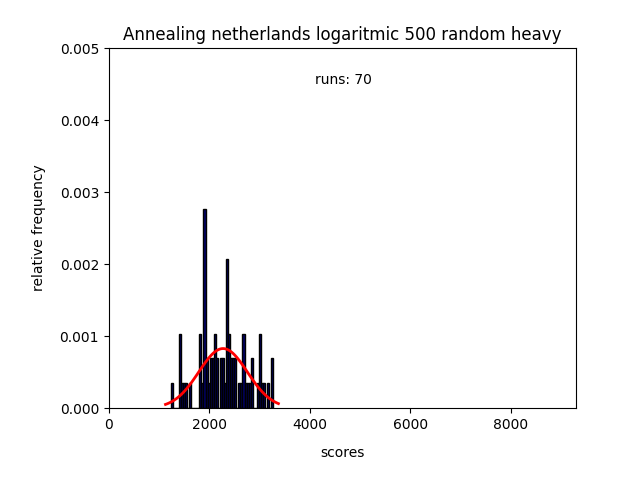 Annealing netherlands logaritmic 500 random heavy
runs: 70
relative frequency
0.005
0.004
0.003
0.002
0.001
0.000
0 2000 4000 6000 8000
scores